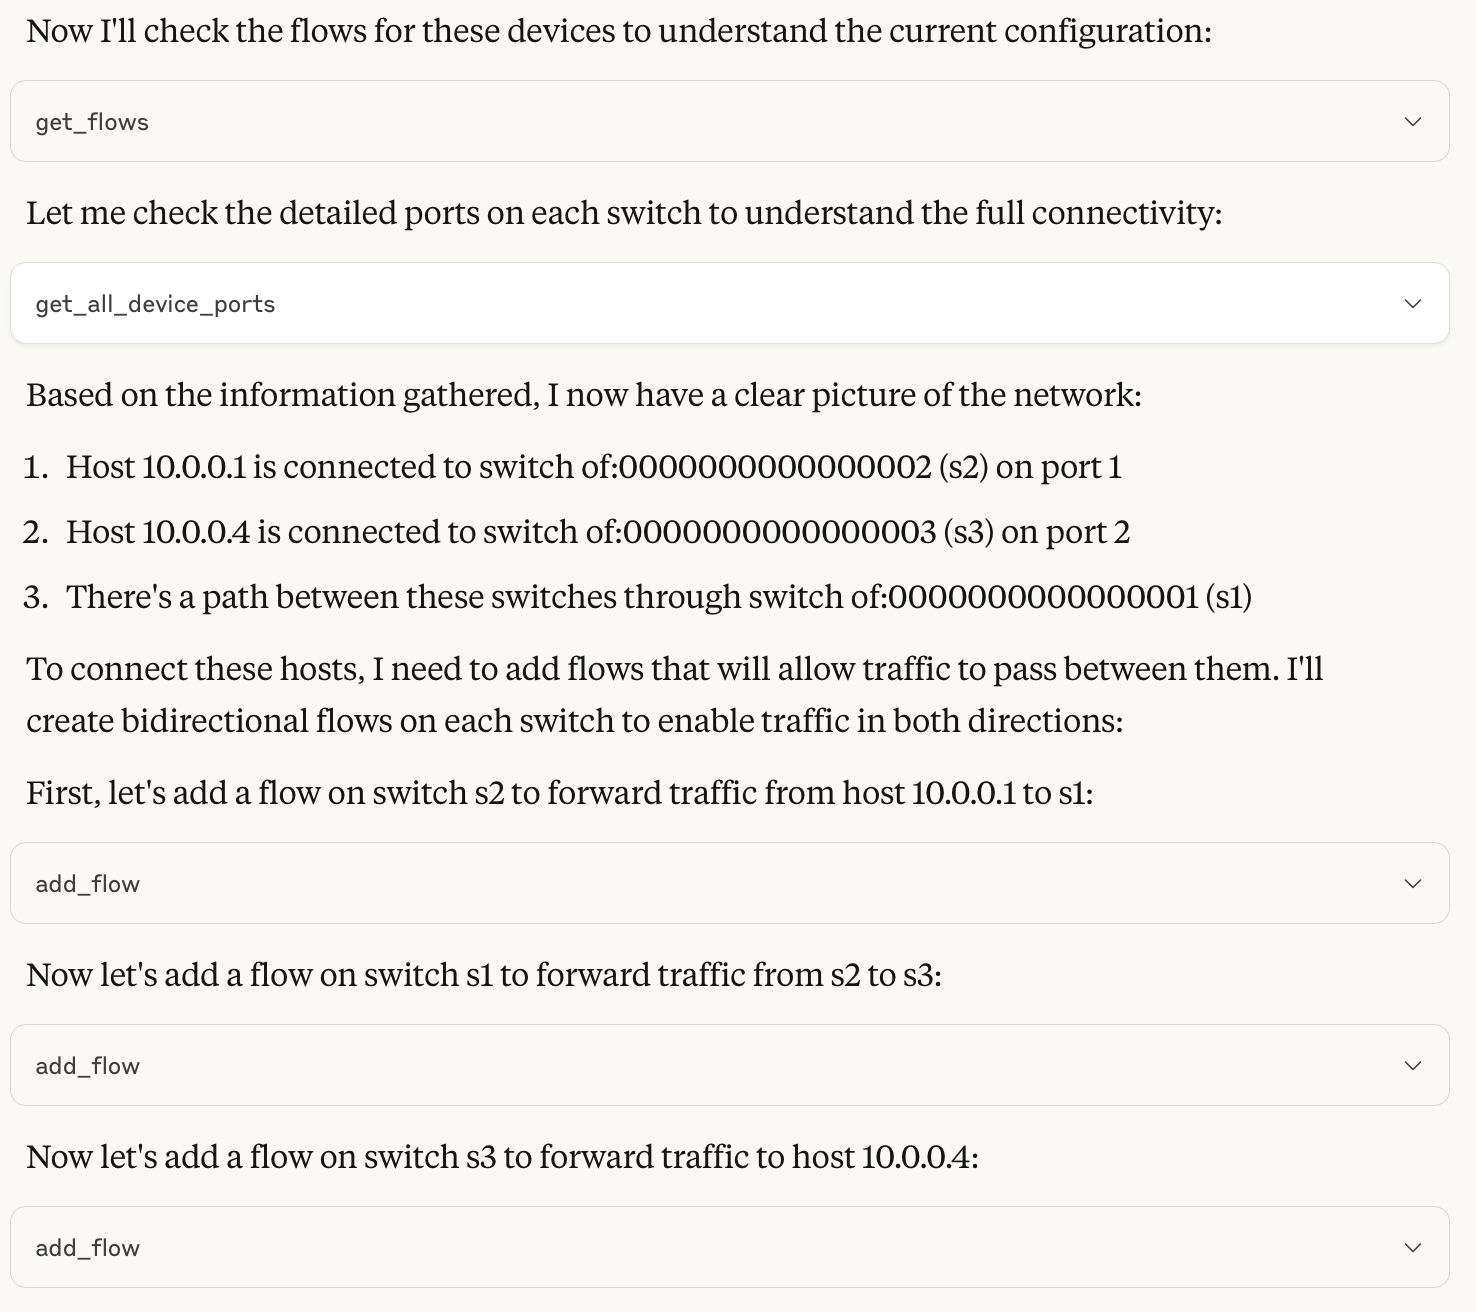 Now I'll check the flows for these devices to understand the current configuration:
get_flows
Let me check the detailed ports on each switch to understand the full connectivity:
get_all_device_ports
Based on the information gathered, I now have a clear picture of the network:
1. Host 10.0.0.1 is connected to switch of:0000000000000002 (s2) on port 1
2. Host 10.0.0.4 is connected to switch of:0000000000000003 (s3) on port 2
3. There's a path between these switches through switch of:0000000000000001 (s1)
To connect these hosts, I need to add flows that will allow traffic to pass between them. I'll
create bidirectional flows on each switch to enable traffic in both directions:
First, let's add a flow on switch s2 to forward traffic from host 10.0.0.1 to s1:
add_flow
Now let's add a flow on switch s1 to forward traffic from s2 to s3:
add_flow
Now let's add a flow on switch s3 to forward traffic to host 10.0.0.4:
add_flow